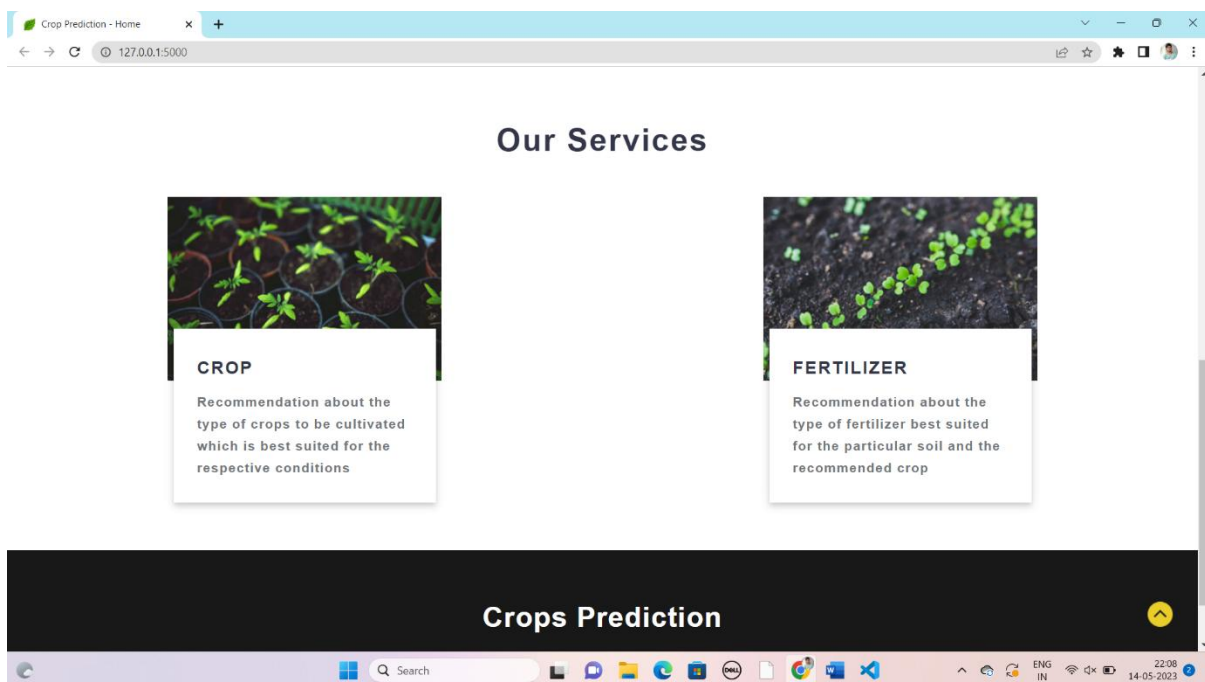 Crop Prediction - Home
127.0.0.1:5000
Our Services
CROP
Recommendation about the
type of crops to be cultivated
which is best suited for the
respective conditions
FERTILIZER
Recommendation about the
type of fertilizer best suited
for the particular soil and the
recommended crop
Crops Prediction
Search
DELL
W
ENG
IN
22:08
14-05-2023
2